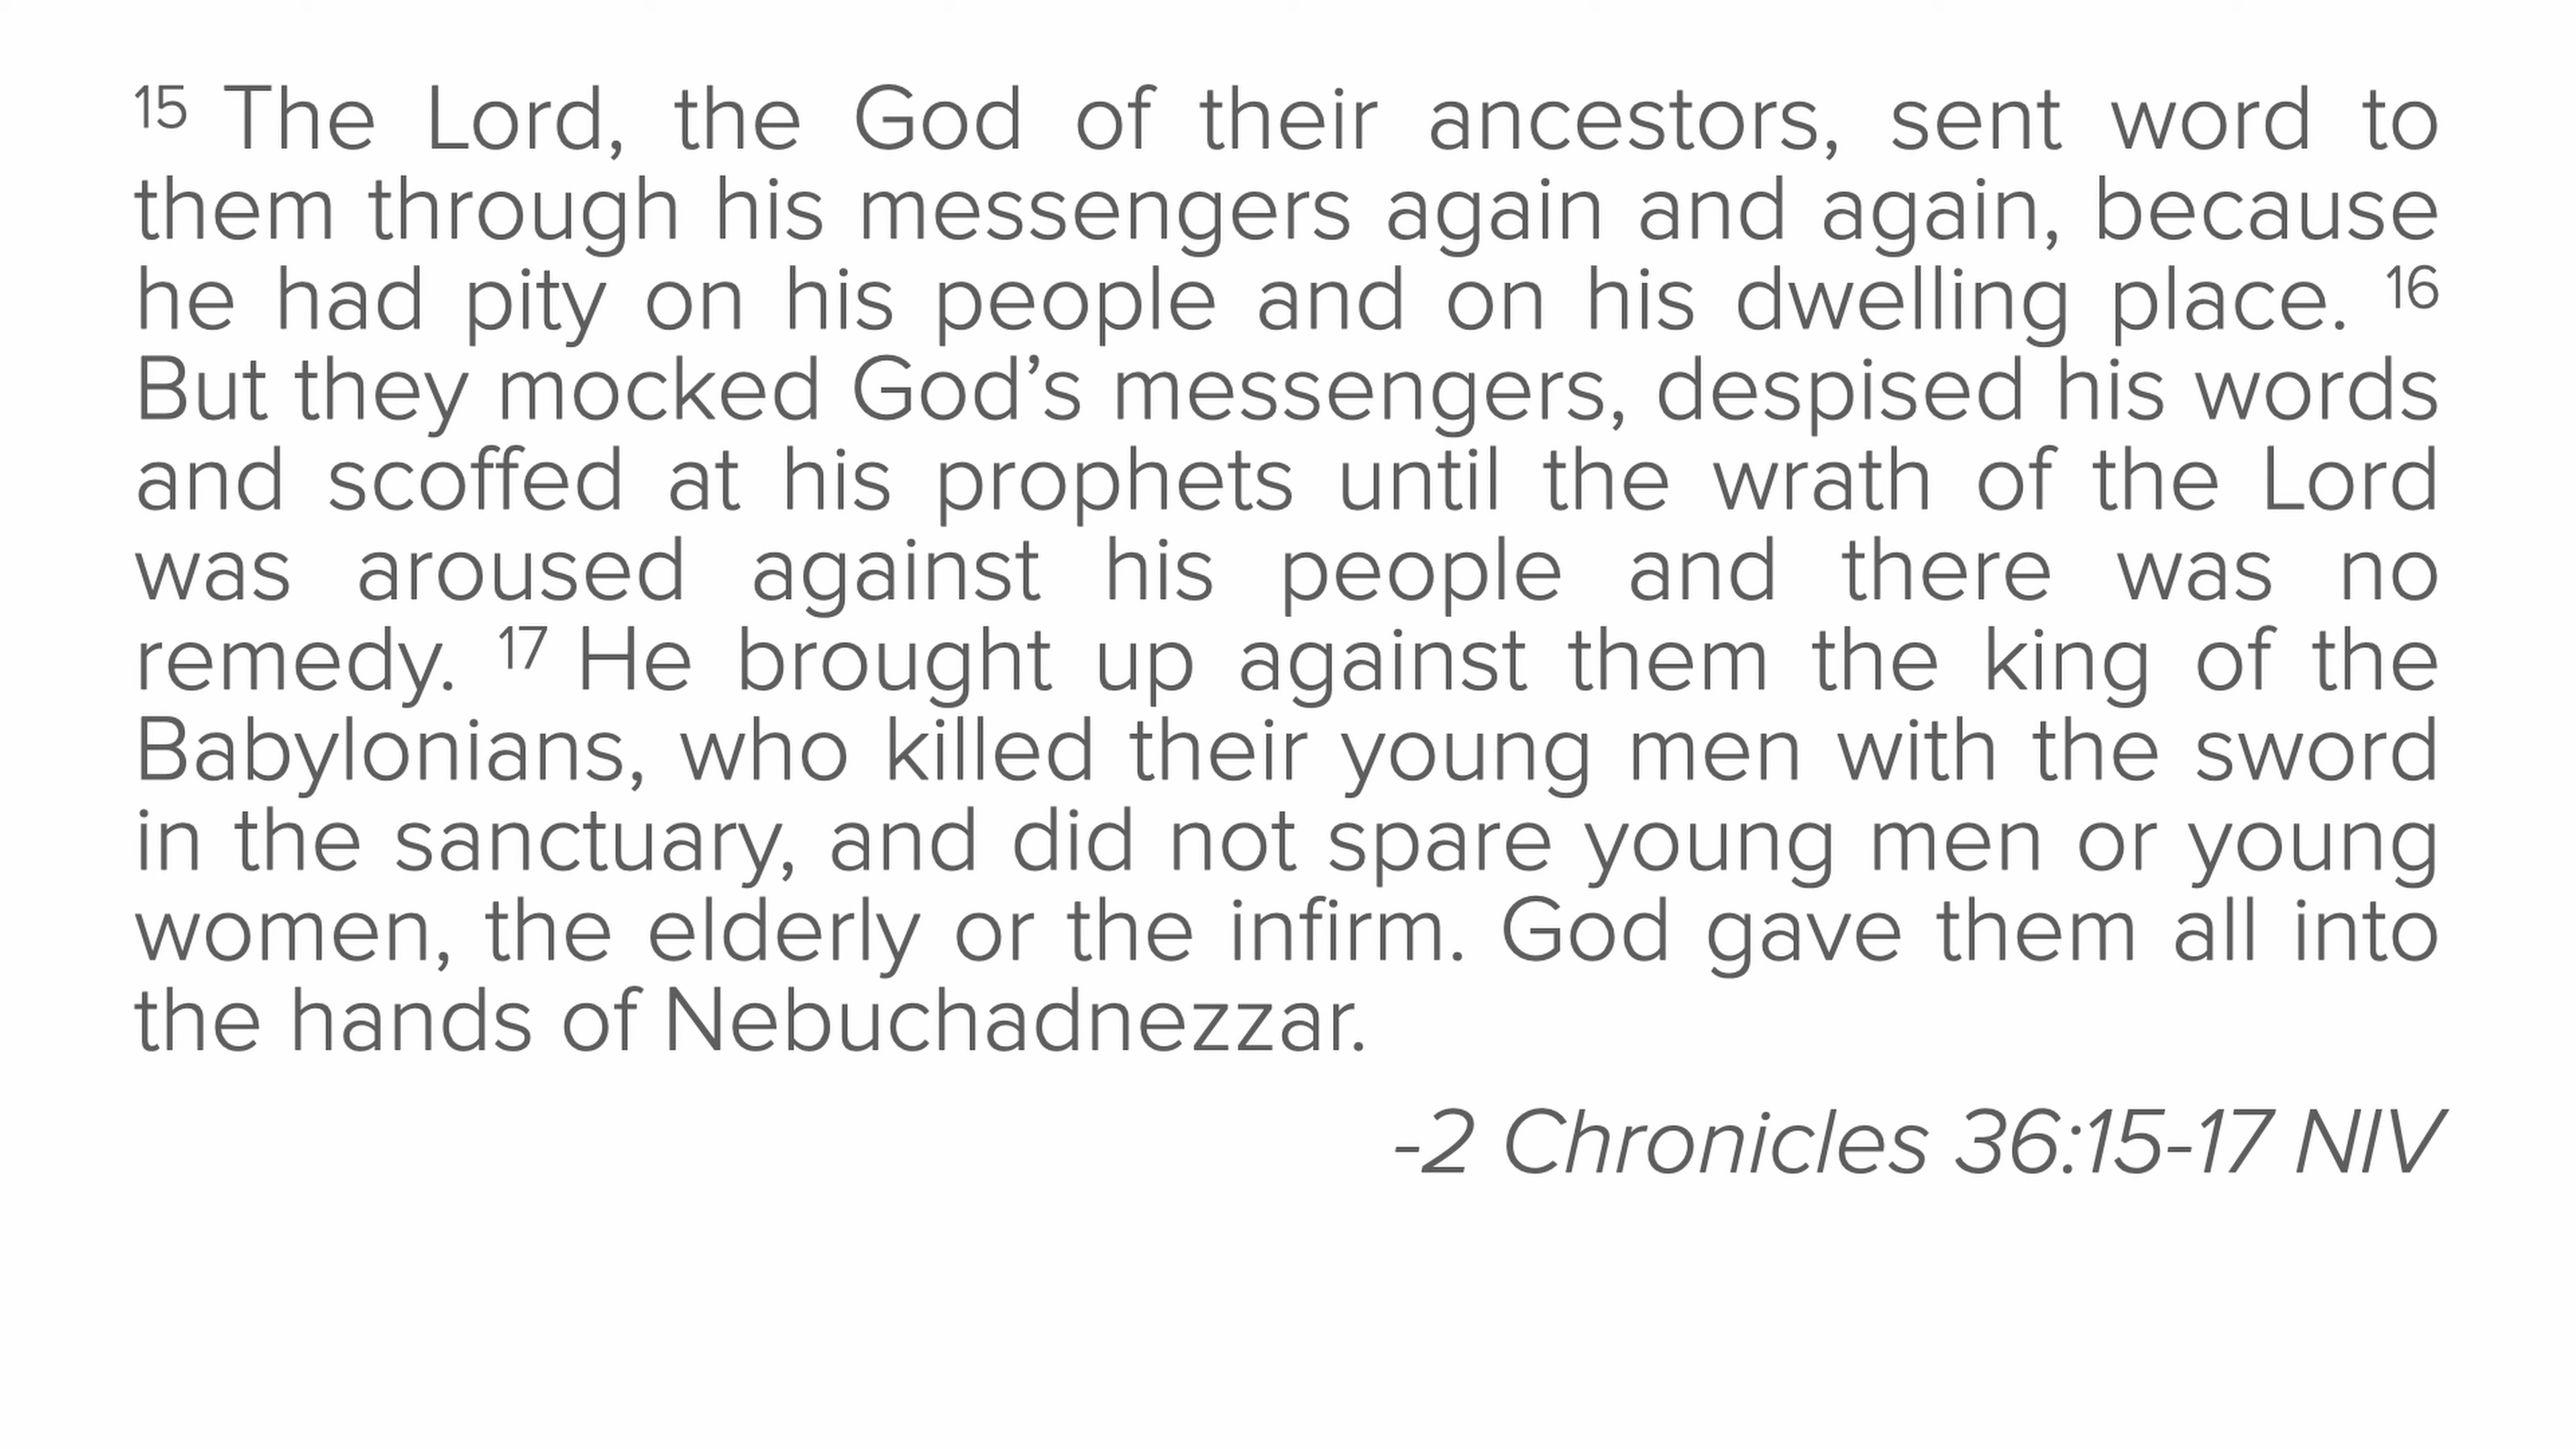 15 The Lord, the God of their ancestors, sent word to
them through his messengers again and again, because
he had pity on his people and on his dwelling place. 16
But they mocked God’s messengers, despised his words
and scoffed at his prophets until the wrath of the Lord
was aroused against his people and there was no
remedy. 17 He brought up against them the king of the
Babylonians, who killed their young men with the sword
in the sanctuary, and did not spare young men or young
women, the elderly or the infirm. God gave them all into
the hands of Nebuchadnezzar.
-2 Chronicles 36:15-17 NIV